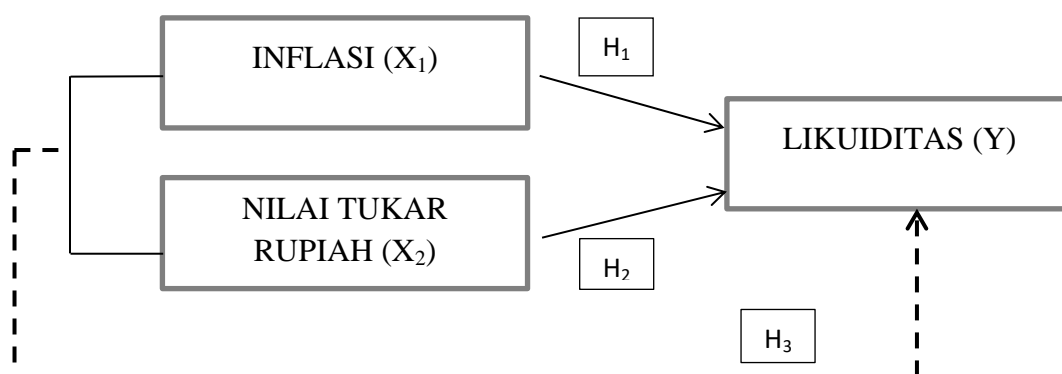 INFLASI (X₁)
H₁
LIKUIDITAS (Y)
NILAI TUKAR
RUPIAH (X₂)
H₂
H₃